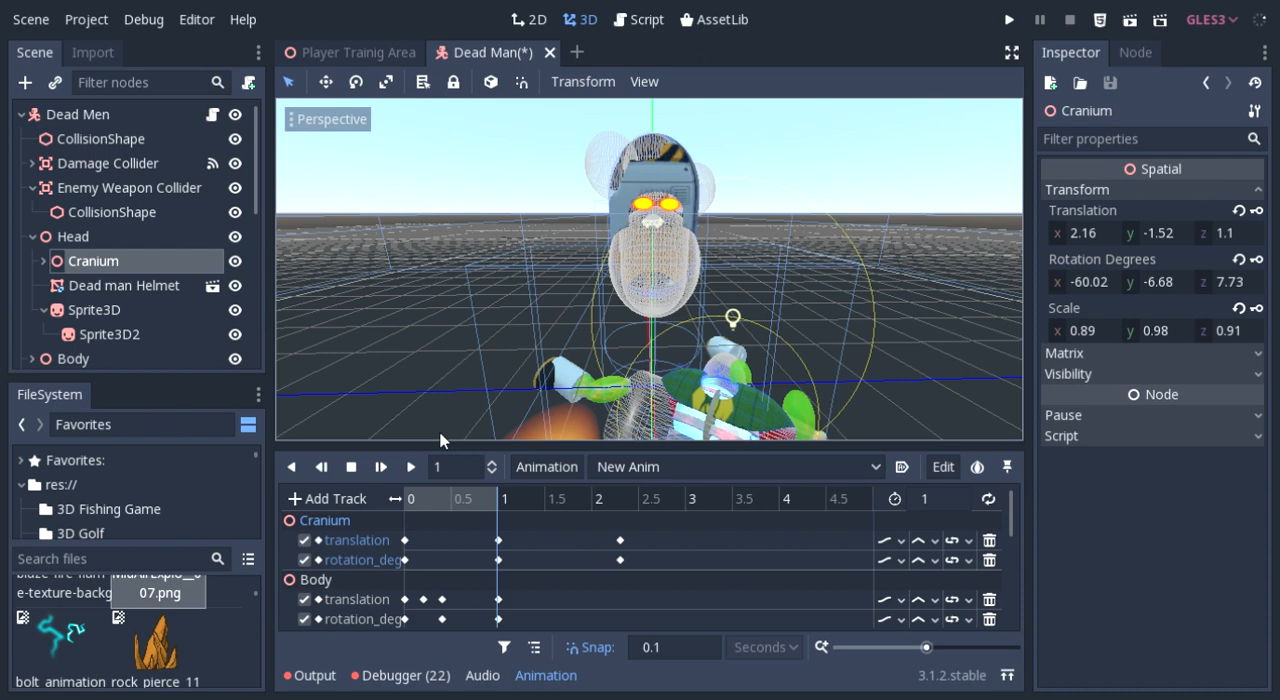 Scene Project Debug Editor Help
2D 3D Script AssetLib
GLES3
Scene Import
Filter nodes
Dead Men
CollisionShape
Damage Collider
Enemy Weapon Collider
CollisionShape
Head
Cranium
Dead man Helmet
Sprite3D
Sprite3D2
Body
FileSystem
Favorites
Favorites:
res://
3D Fishing Game
3D Golf
Search files
e-texture-backg
07.png
bolt_animation rock_pierce_11
Player Trainig Area Dead Man(*)
Transform View
Perspective
1 Animation New Anim Edit
Add Track 0 0.5 1 1.5 2 2.5 3 3.5 4 4.5 1
Cranium
translation
rotation_deg
Body
translation
rotation_deg
Snap: 0.1 Seconds
Output Debugger (22) Audio Animation 3.1.2.stable
Inspector Node
Cranium
Filter properties
Spatial
Transform
Translation
x 2.16 y -1.52 z 1.1
Rotation Degrees
x -60.02 y -6.68 z 7.73
Scale
x 0.89 y 0.98 z 0.91
Matrix
Visibility
Node
Pause
Script